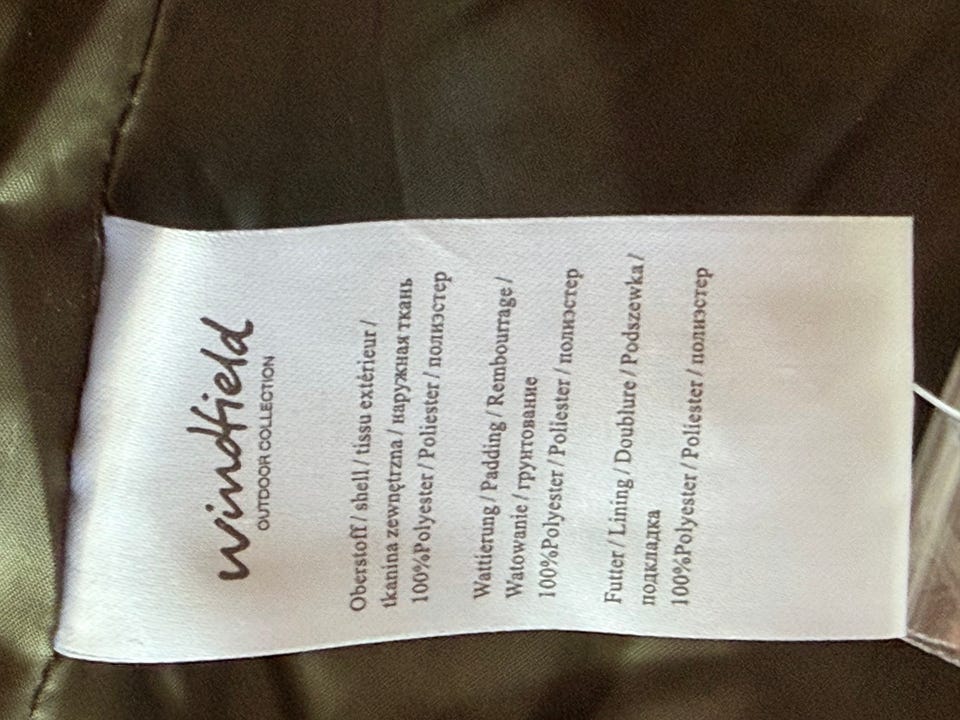 windfield
OUTDOOR COLLECTION
Oberstoff / shell / tissu extérieur /
tkanina zewnętrzna / наружная ткань
100%Polyester / Poliester / полиэстер
Wattierung / Padding / Rembourrage /
Watowanie / грунтование
100%Polyester / Poliester / полиэстер
Futter / Lining / Doublure / Podszewka /
подкладка
100%Polyester / Poliester / полиэстер